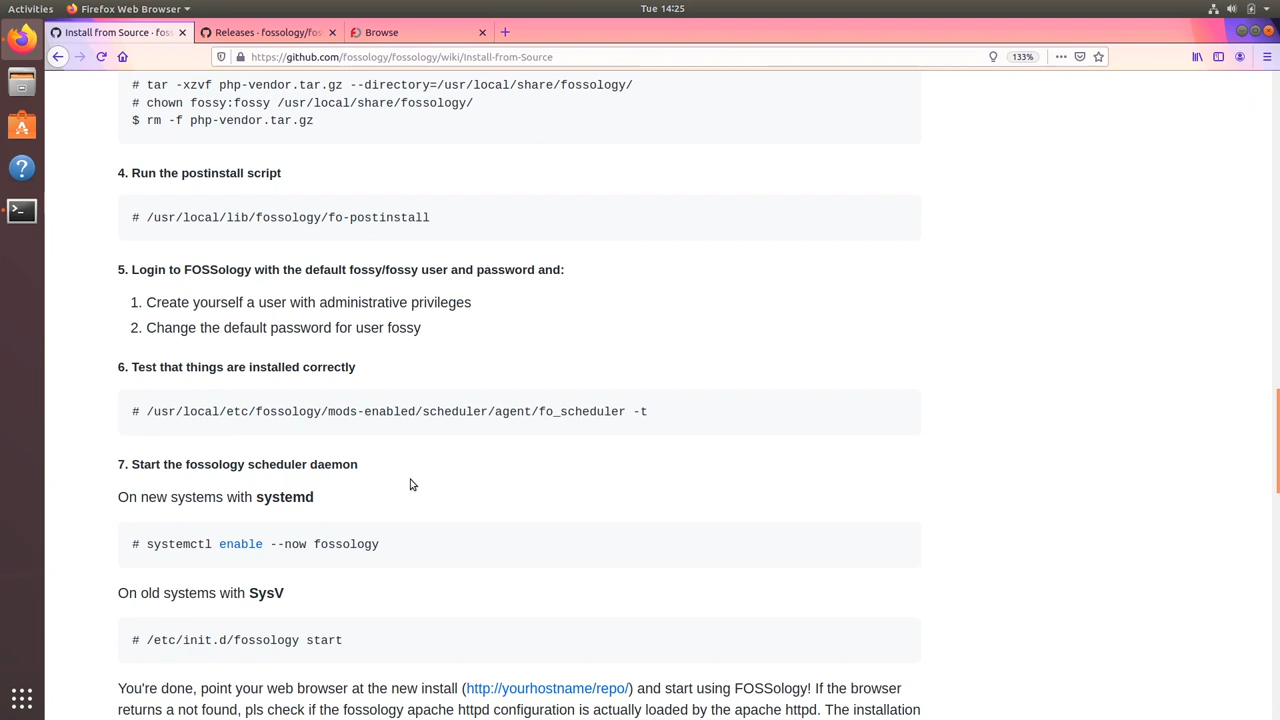 Activities
Firefox Web Browser
Tue 14:25
Install from Source · foss
Releases · fossology/fos
Browse
https://github.com/fossology/fossology/wiki/Install-from-Source
133%
# tar -xzvf php-vendor.tar.gz --directory=/usr/local/share/fossology/
# chown fossy:fossy /usr/local/share/fossology/
$ rm -f php-vendor.tar.gz
4. Run the postinstall script
# /usr/local/lib/fossology/fo-postinstall
5. Login to FOSSology with the default fossy/fossy user and password and:
1. Create yourself a user with administrative privileges
2. Change the default password for user fossy
6. Test that things are installed correctly
# /usr/local/etc/fossology/mods-enabled/scheduler/agent/fo_scheduler -t
7. Start the fossology scheduler daemon
On new systems with systemd
# systemctl enable --now fossology
On old systems with SysV
# /etc/init.d/fossology start
You're done, point your web browser at the new install (http://yourhostname/repo/) and start using FOSSology! If the browser
returns a not found, pls check if the fossology apache httpd configuration is actually loaded by the apache httpd. The installation